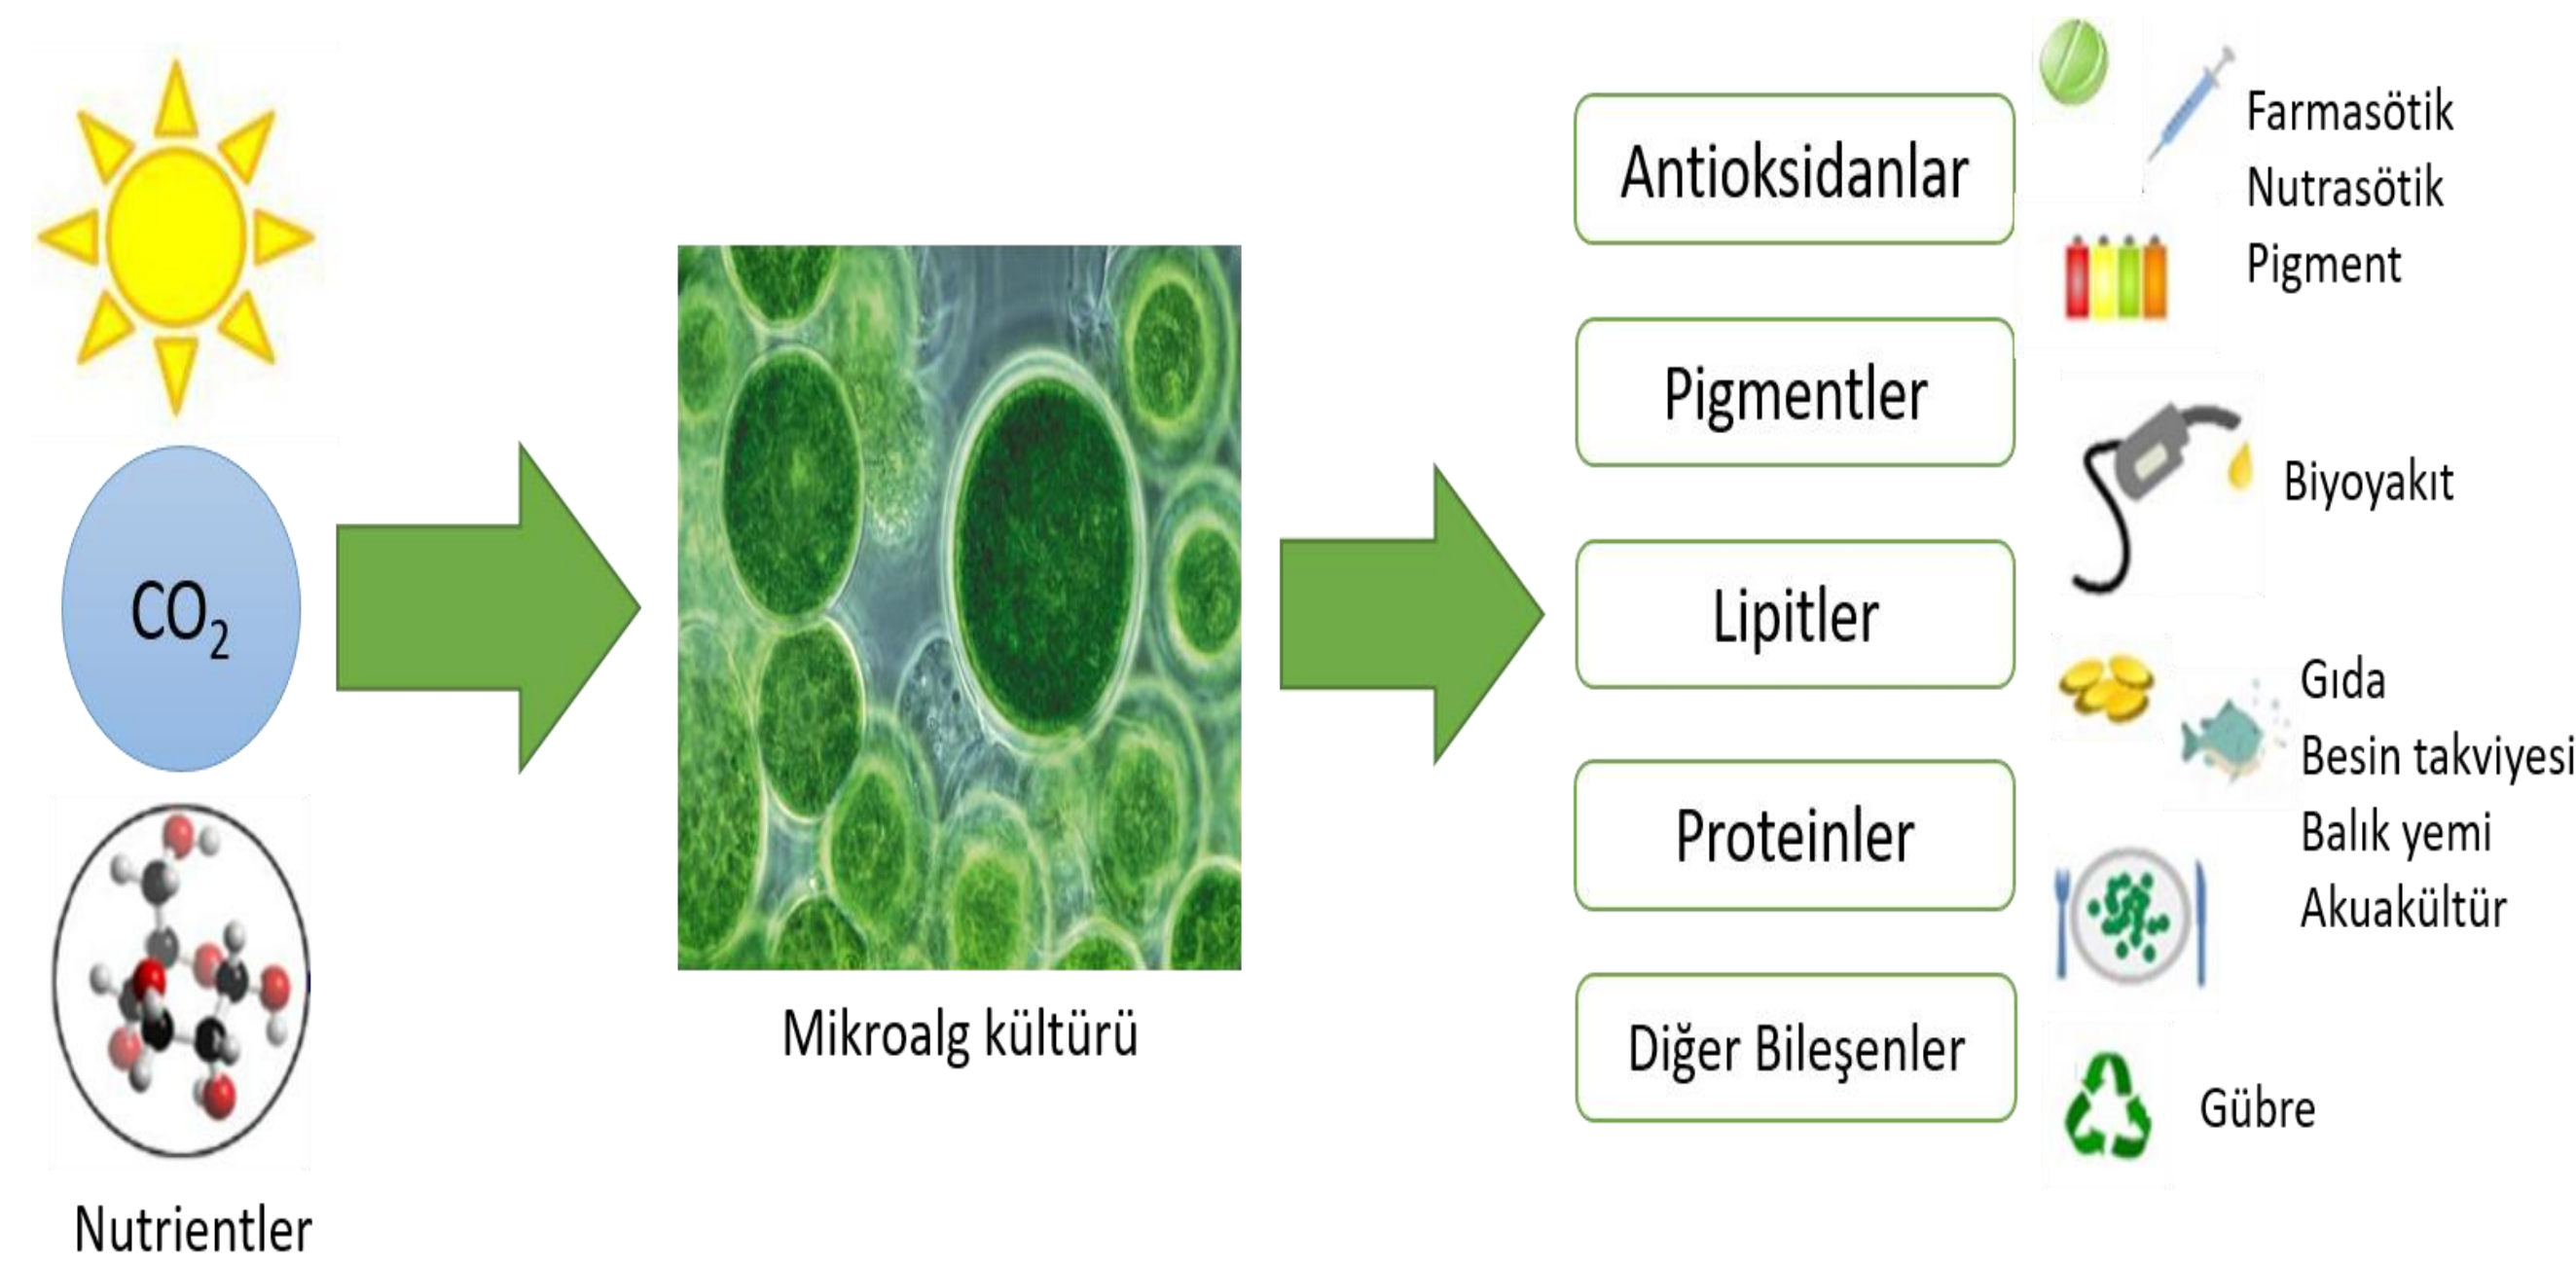 CO₂
Nutrientler
Mikroalg kültürü
Antioksidanlar
Pigmentler
Lipitler
Proteinler
Diğer Bileşenler
Farmasötik
Nutrasötik
Pigment
Biyoyakıt
Gıda
Besin takviyesi
Balık yemi
Akuakültür
Gübre